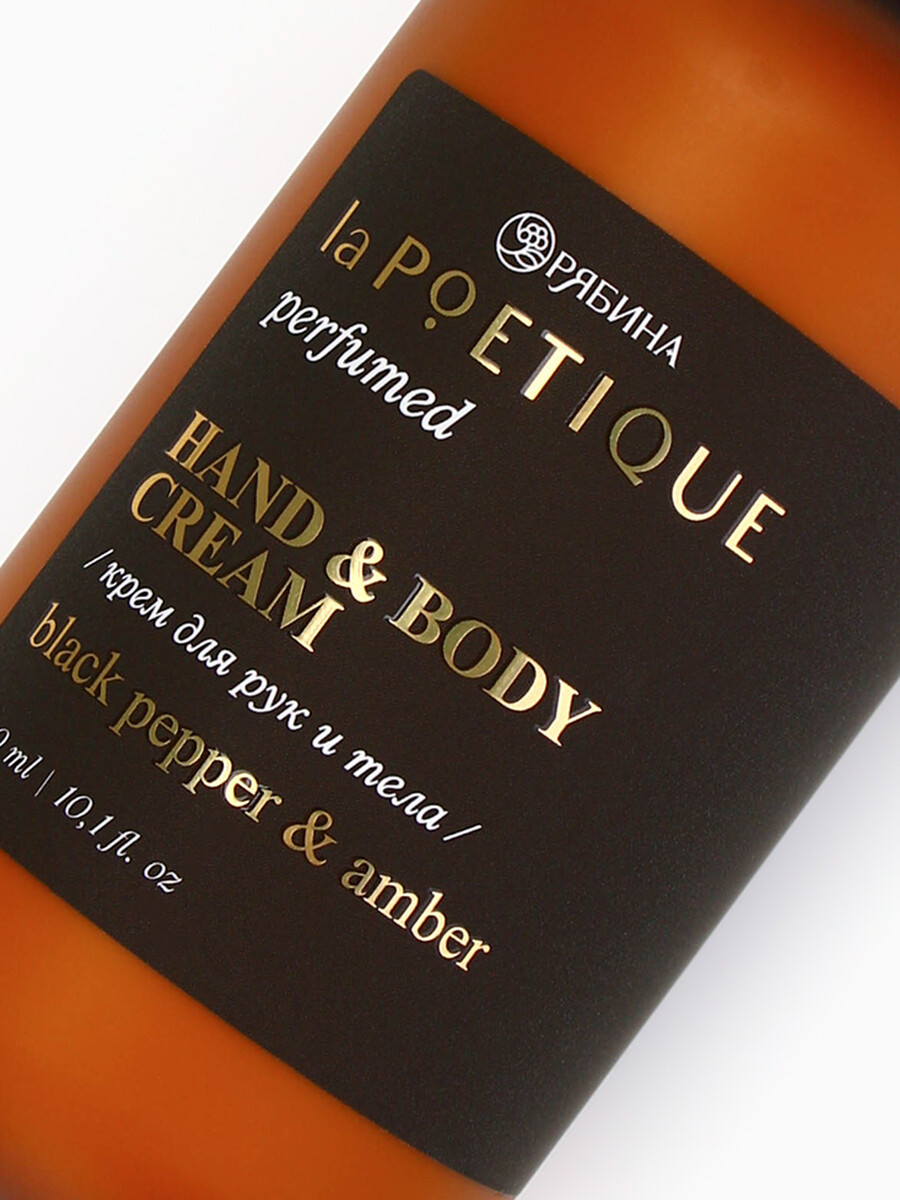 РЯБИНА
la POETIQUE
perfumed
HAND & BODY
CREAM
/ крем для рук и тела /
black pepper & amber
ml | 10,1 fl. oz